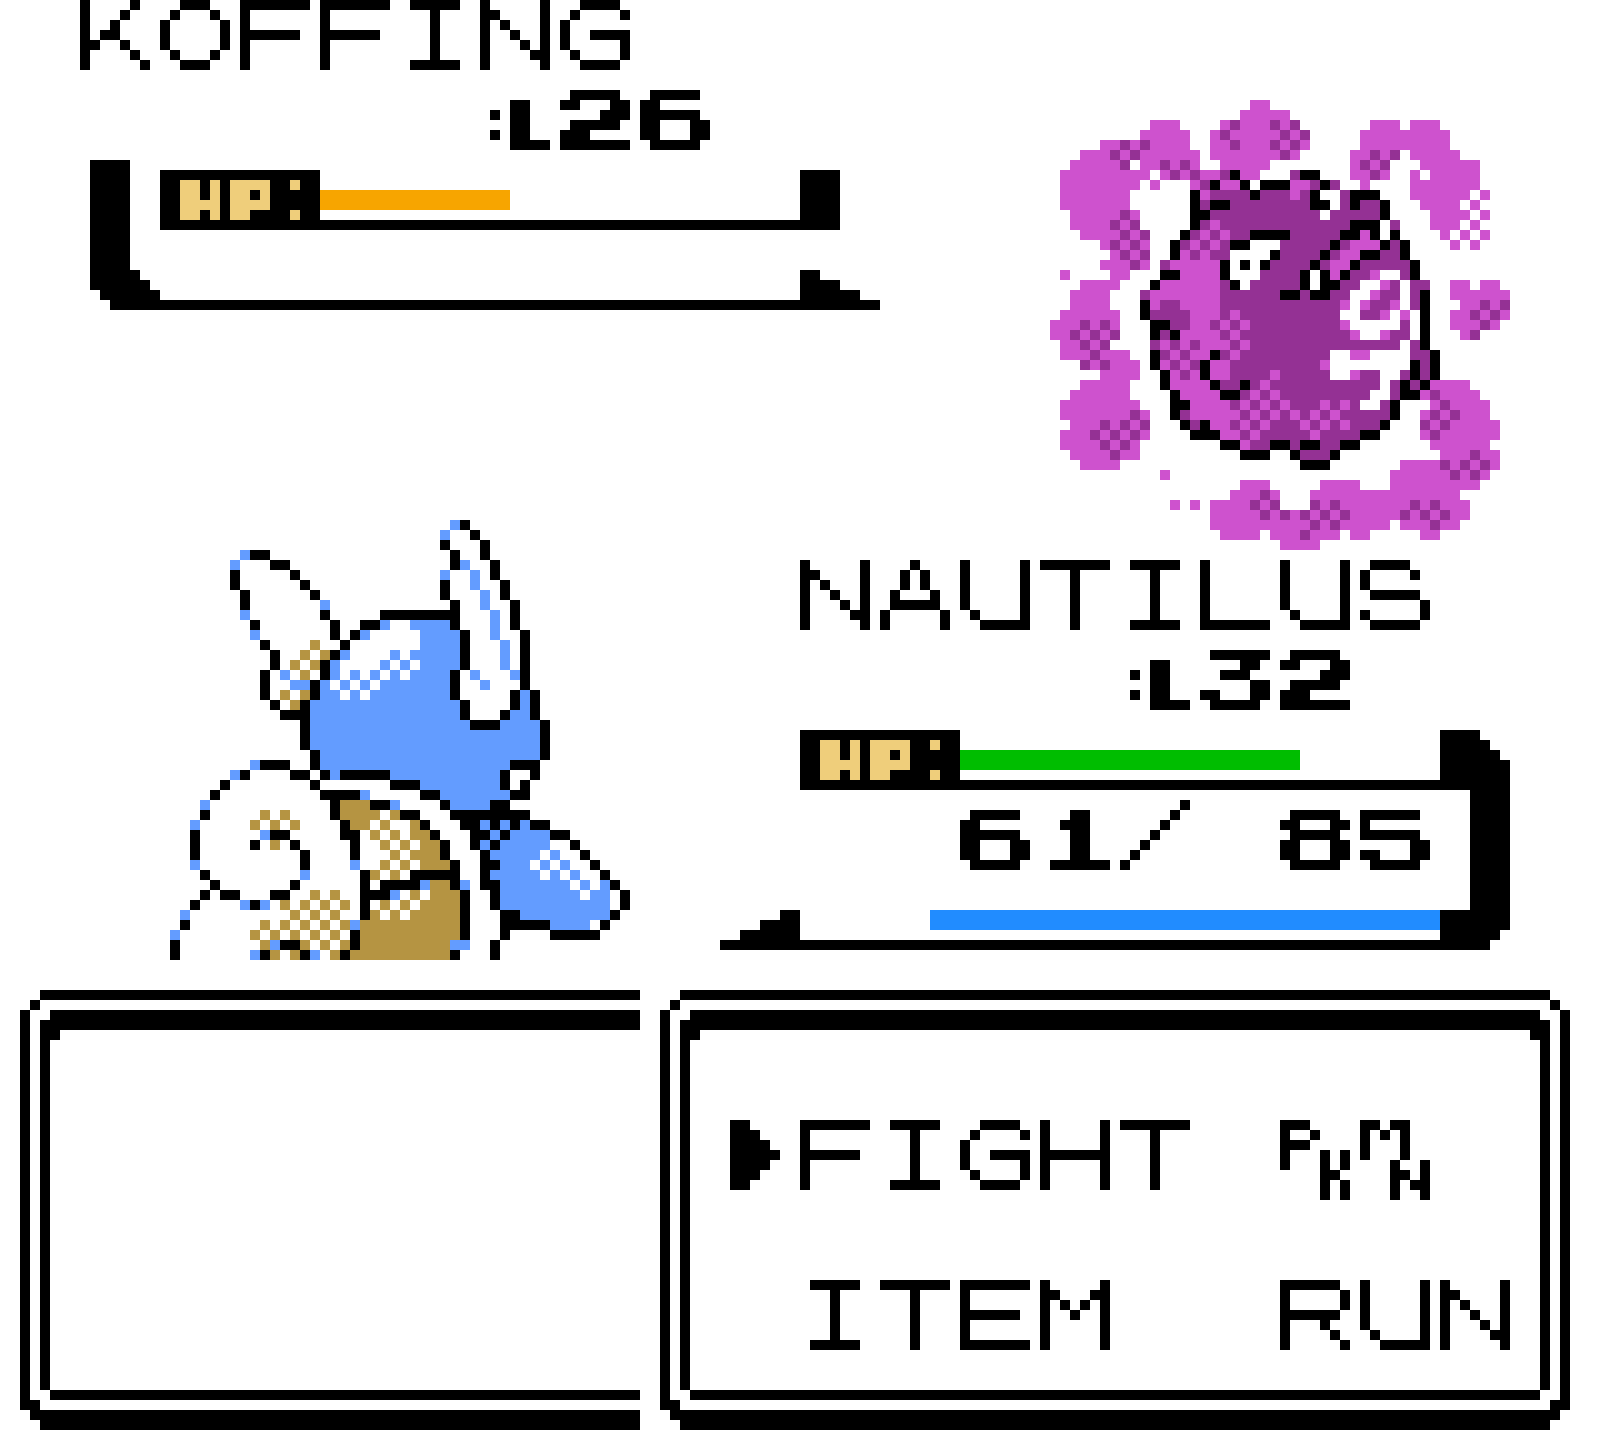 KOFFING
:L26
HP:
NAUTILUS
:L32
HP:
61/ 85
▶FIGHT PKMN
ITEM RUN